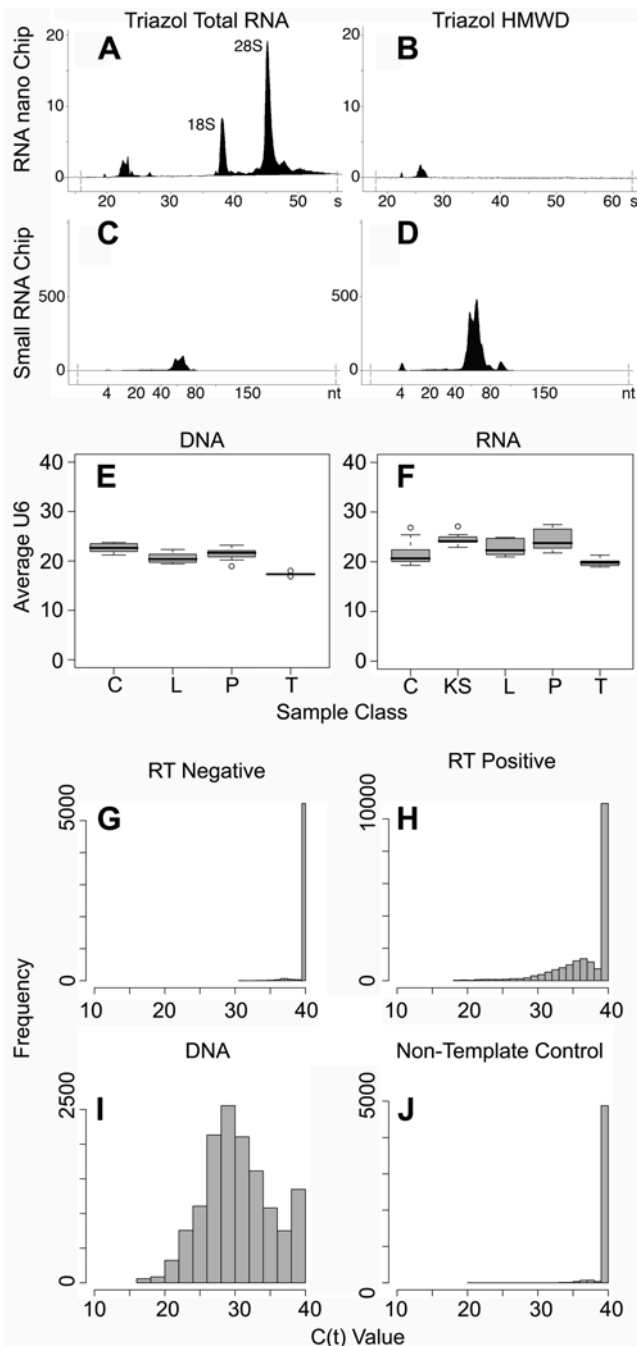 Triazol Total RNA
Triazol HMWD
RNA nano Chip
A
18S
28S
20
10
0
20 30 40 50 s
B
20
10
0
20 30 40 50 60 s
Small RNA Chip
C
500
0
4 20 40 80 150 nt
D
500
0
4 20 40 80 150 nt
DNA
RNA
Average U6
E
40
30
20
10
0
C L P T
F
40
30
20
10
0
C KS L P T
Sample Class
RT Negative
RT Positive
Frequency
G
5000
0
10 20 30 40
H
10000
0
10 20 30 40
DNA
Non-Template Control
I
2500
0
10 20 30 40
J
5000
0
10 20 30 40
C(t) Value